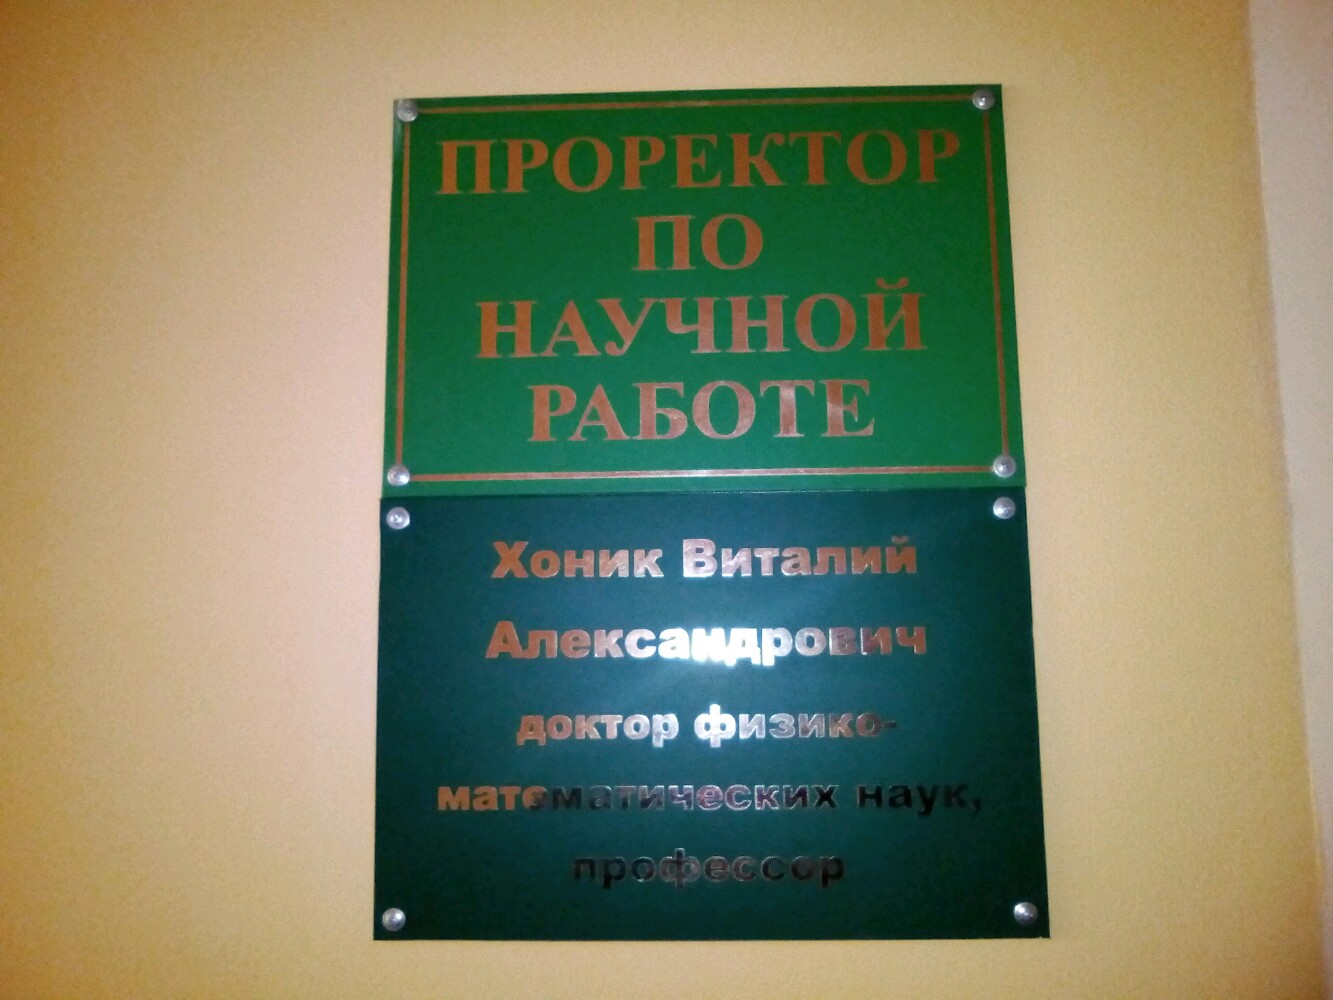 ПРОРЕКТОР
ПО
НАУЧНОЙ
РАБОТЕ
Хоник Виталий
Александрович
доктор физико-
математических наук,
профессор